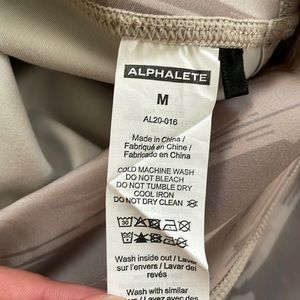 ALPHALETE
M
AL20-016
Made in China /
Fabriqué en Chine /
Fabricado en China
COLD MACHINE WASH
DO NOT BLEACH
DO NOT TUMBLE DRY
COOL IRON
DO NOT DRY CLEAN
Wash inside out / Laver
sur l'envers / Lavar del
revés
Wash with similar